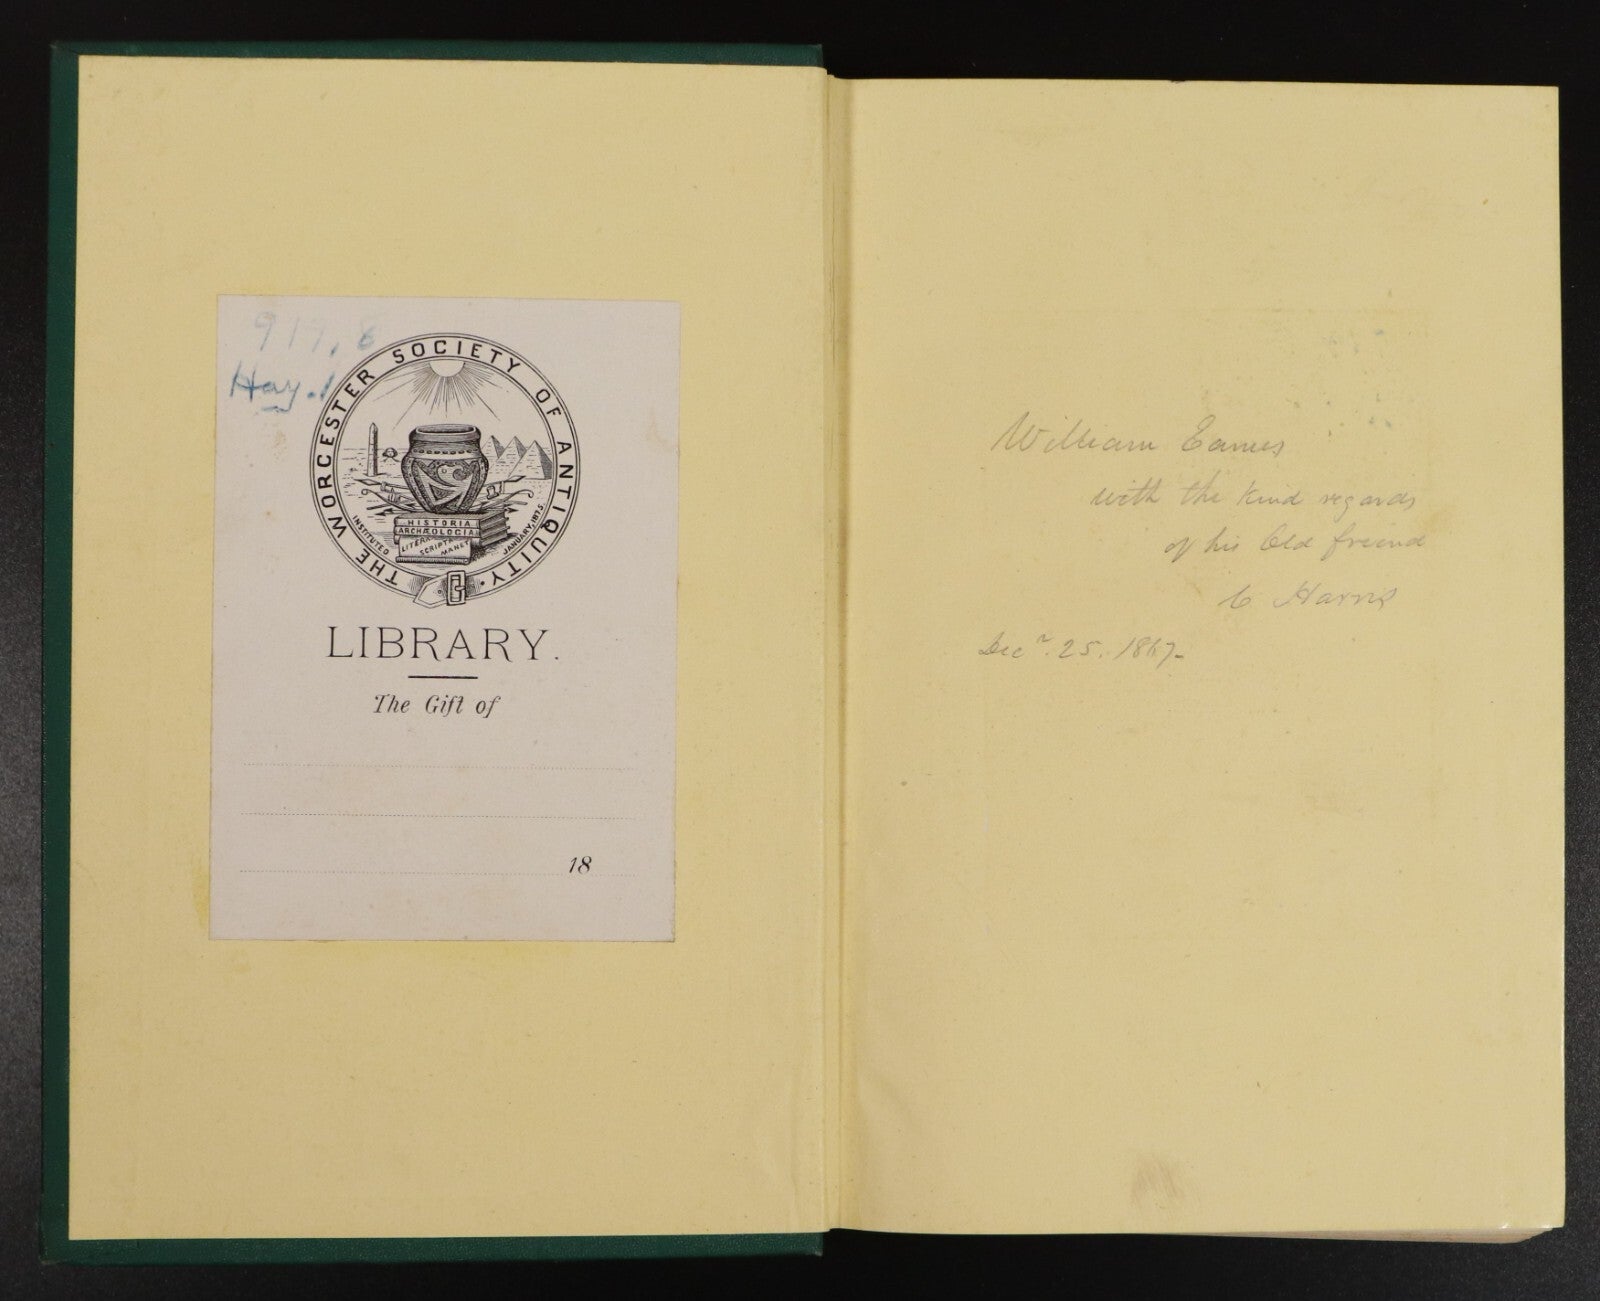 919.8
Hay.1
THE WORCESTER SOCIETY OF ANTIQUITY.
INSTITUTED JANUARY, 1875.
HISTORIA
ARCHÆOLOGIA
LITERA
SCRIPTA
MANET
LIBRARY.
The Gift of
18
William Eames
with the kind regards
of his Old friend
C Harris
Decr. 25. 1867-